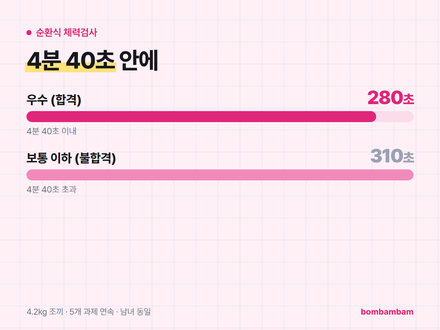 순환식 체력검사
4분 40초 안에
우수 (합격)
280초
4분 40초 이내
보통 이하 (불합격)
310초
4분 40초 초과
4.2kg 조끼 · 5개 과제 연속 · 남녀 동일
bombambam